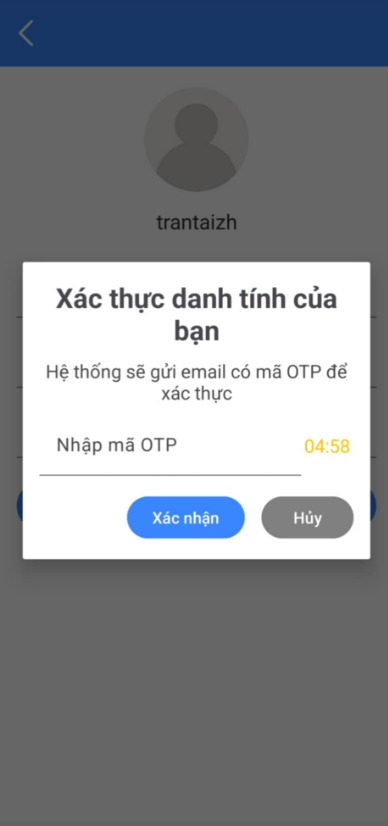 trantaizh
Xác thực danh tính của
bạn
Hệ thống sẽ gửi email có mã OTP để
xác thực
Nhập mã OTP
04:58
Xác nhận
Hủy